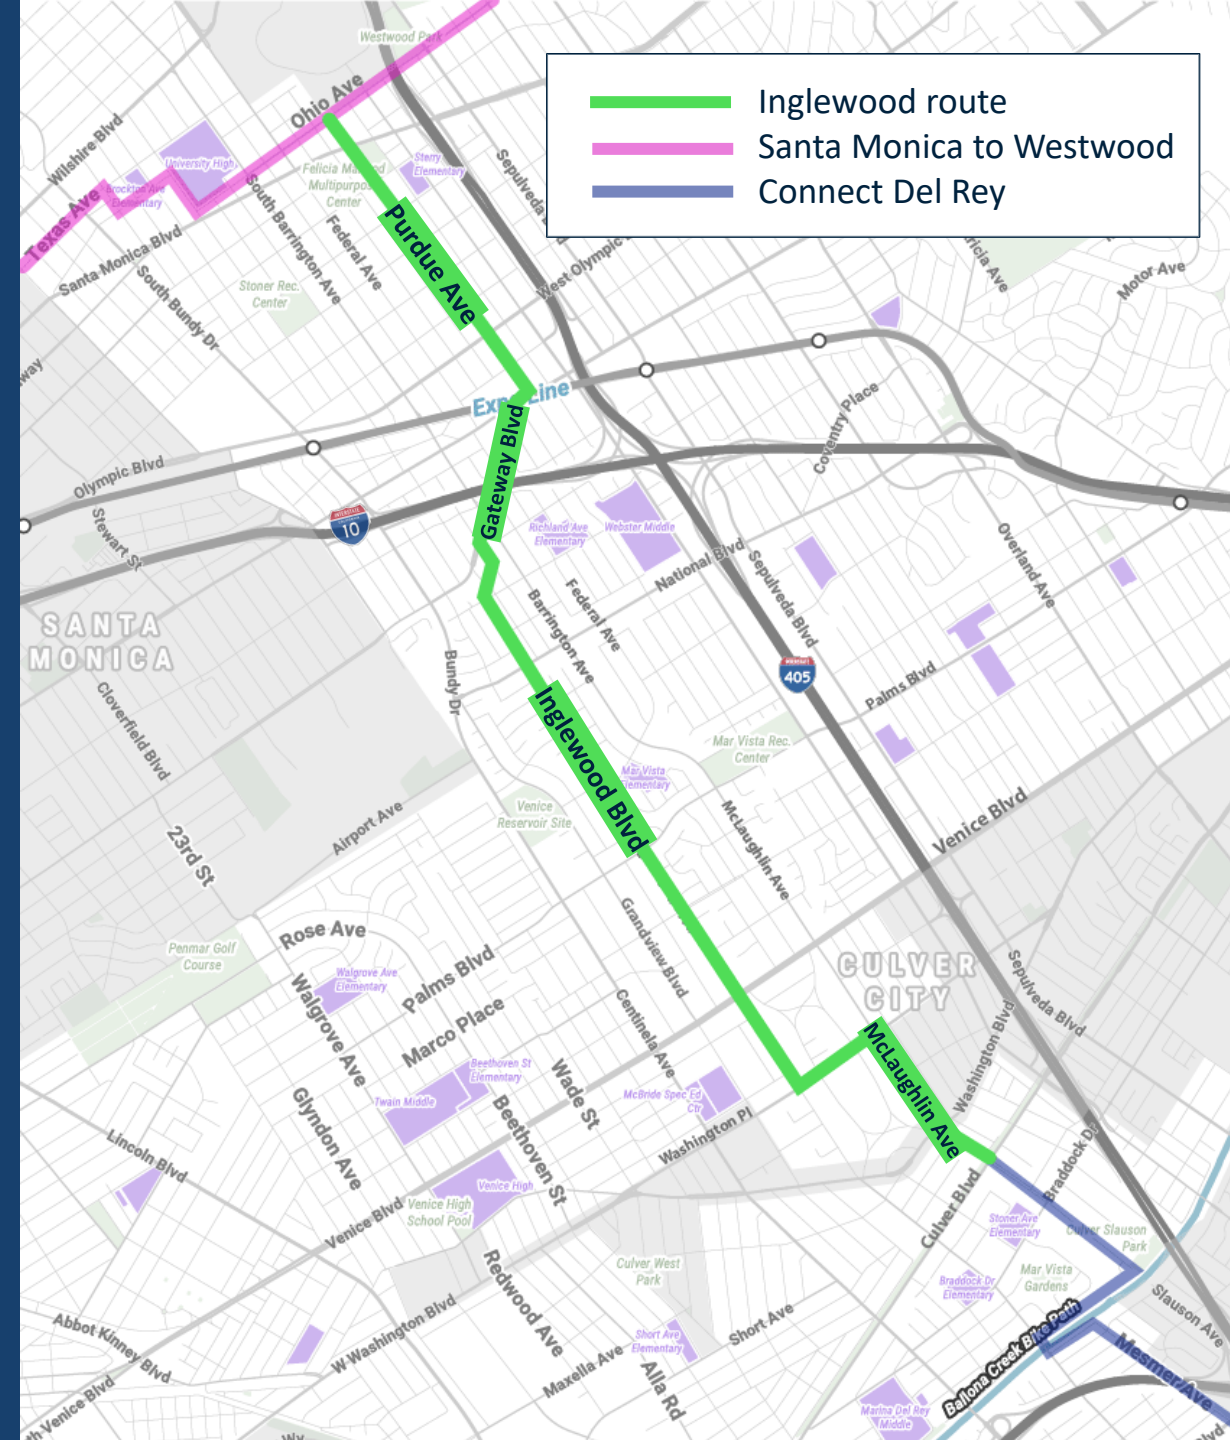 Westwood Park
Inglewood route
Santa Monica to Westwood
Connect Del Rey
Ohio Ave
Wilshire Blvd
University High
Brockton Ave
Elementary
Texas Ave
Santa Monica Blvd
South Bundy Dr
South Barrington Ave
Federal Ave
Felicia
Multipurpose
Center
Sterry
Elementary
Stoner Rec.
Center
Purdue Ave
West Olympic
Motor Ave
Line
Gateway Blvd
Olympic Blvd
Stewart St
INTERSTATE
10
Richland Ave
Elementary
Webster Middle
National Blvd
Coventry Place
Overland Ave
Sepulveda Blvd
Federal Ave
Barrington Ave
SANTA
MONICA
Bundy Dr
Cloverfield Blvd
405
Palms Blvd
Inglewood Blvd
Mar Vista Rec.
Center
Mar Vista
Elementary
Venice
Reservoir Site
McLaughlin Ave
Venice Blvd
Airport Ave
23rd St
Rose Ave
Grandview Blvd
Penmar Golf
Course
Walgrove Ave
Elementary
Palms Blvd
CULVER
CITY
Sepulveda Blvd
Walgrove Ave
Marco Place
Centinela Ave
Washington Blvd
McLaughlin Ave
Beethoven St
Elementary
Twain Middle
Wade St
McBride Spec Ed
Ctr
Glyndon Ave
Beethoven St
Washington Pl
Braddock Dr
Lincoln Blvd
Venice High
Venice High
School Pool
Venice Blvd
Culver Blvd
Stoner Ave
Elementary
Culver Slauson
Park
Culver West
Park
Mar Vista
Gardens
Braddock Dr
Elementary
Redwood Ave
Slauson Ave
Ballona Creek Bike Path
Mesmer Ave
Abbot Kinney Blvd
W Washington Blvd
Short Ave
Elementary
Short Ave
Maxella Ave
Alla Rd
Marina Del Rey
Middle